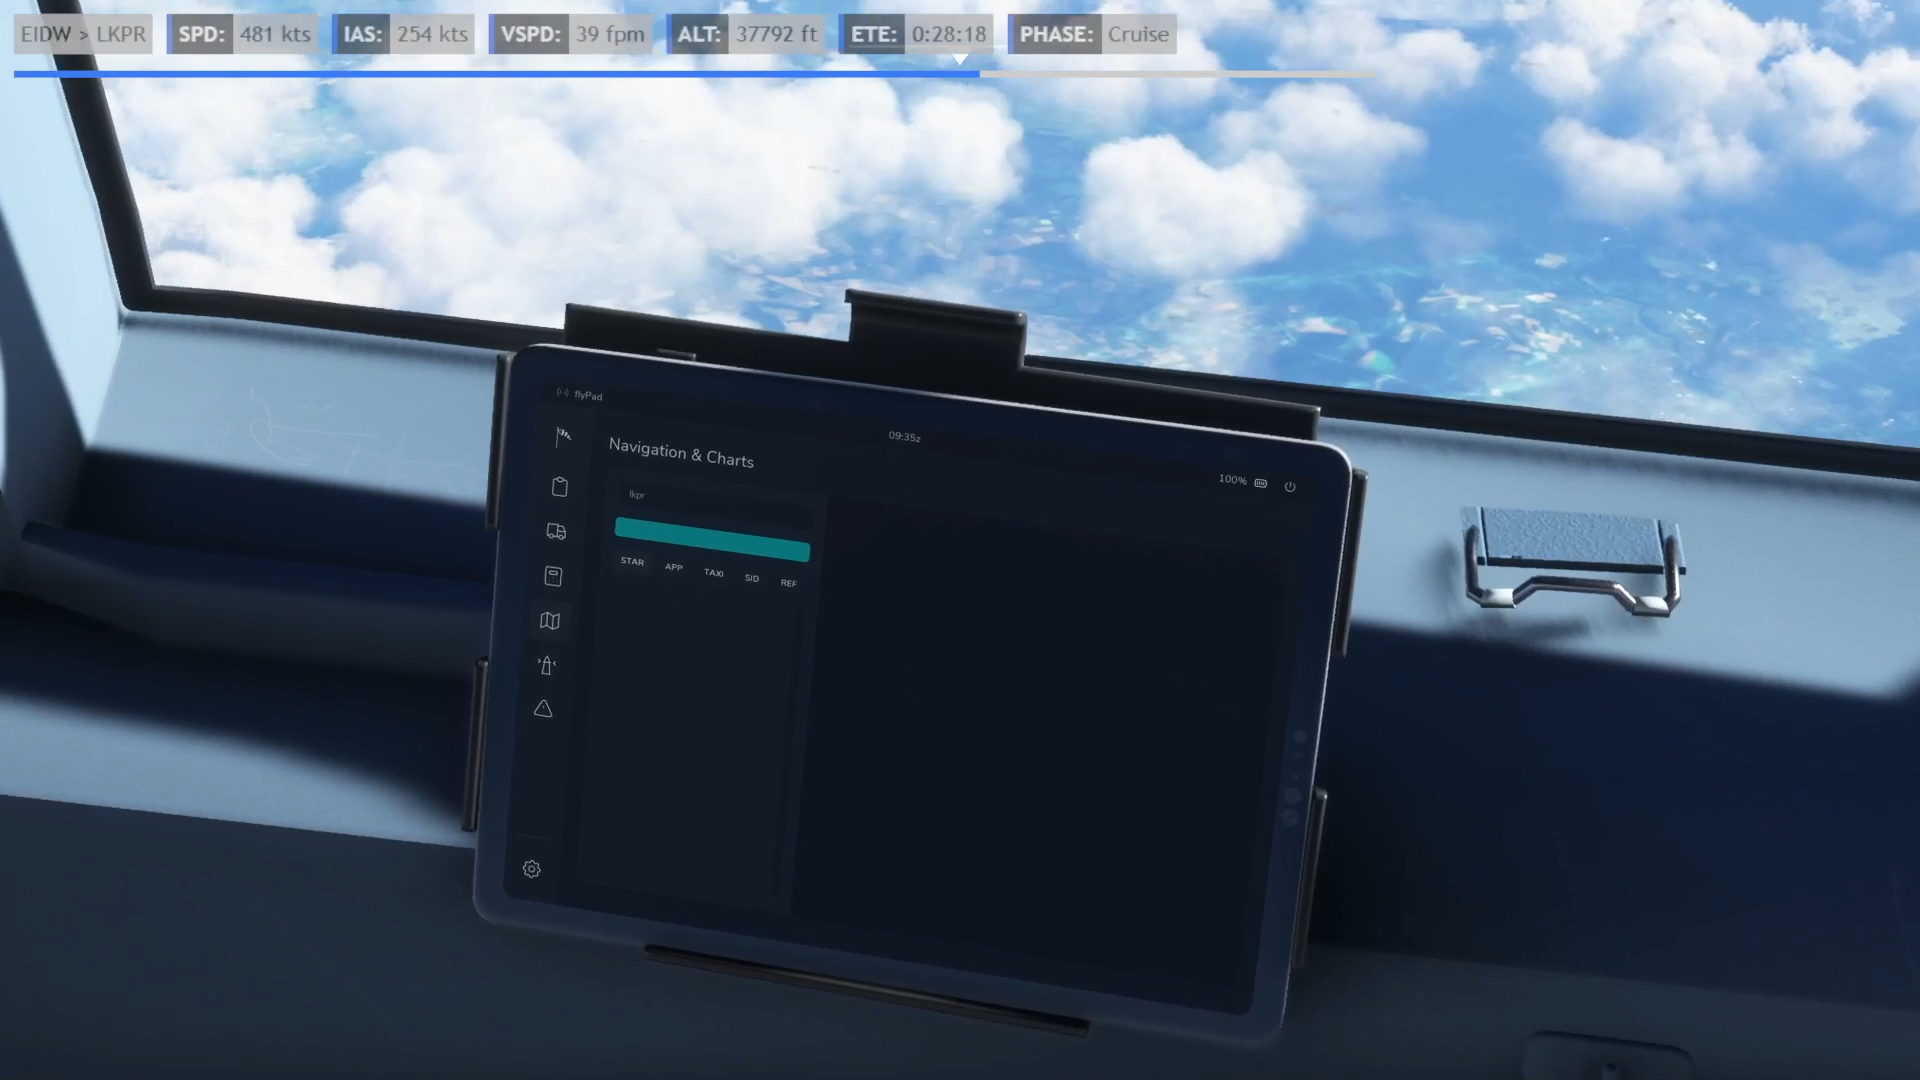 EIDW > LKPR SPD: 481 kts IAS: 254 kts VSPD: 39 fpm ALT: 37792 ft ETE: 0:28:18 PHASE: Cruise
flyPad
09:35z
100%
Navigation & Charts
lkpr
STAR APP TAXI SID REF